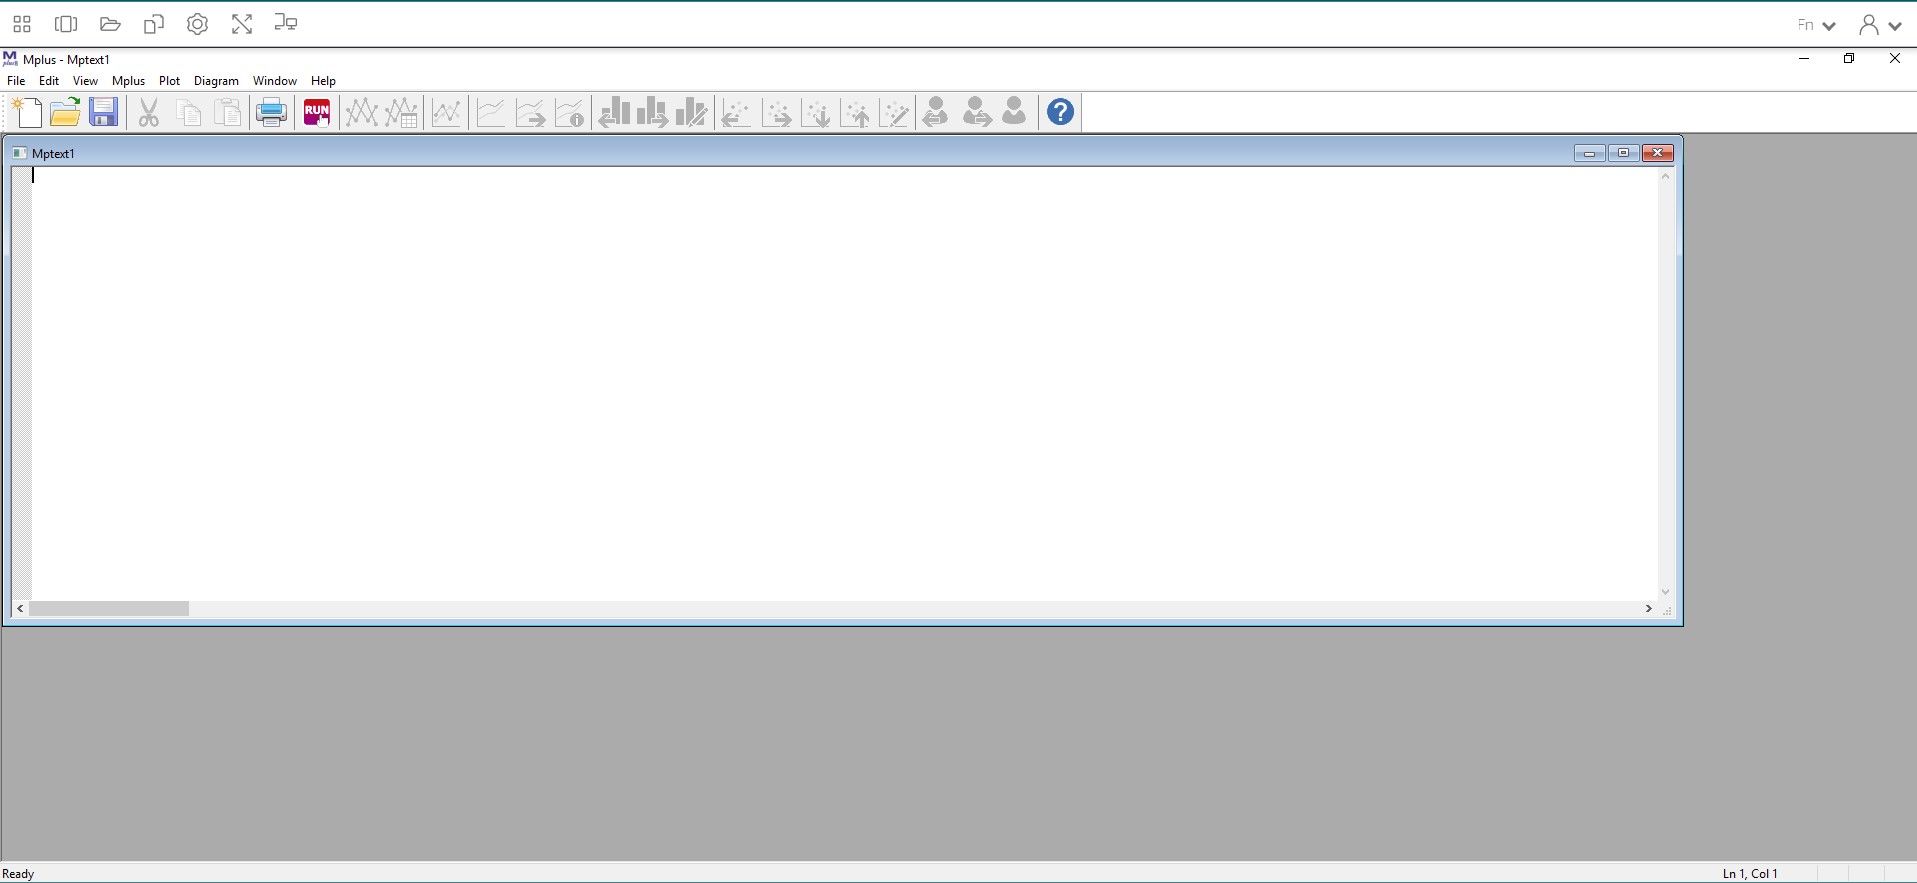 Fn
Mplus - Mptext1
File Edit View Mplus Plot Diagram Window Help
RUN
?
Mptext1
Ready
Ln 1, Col 1